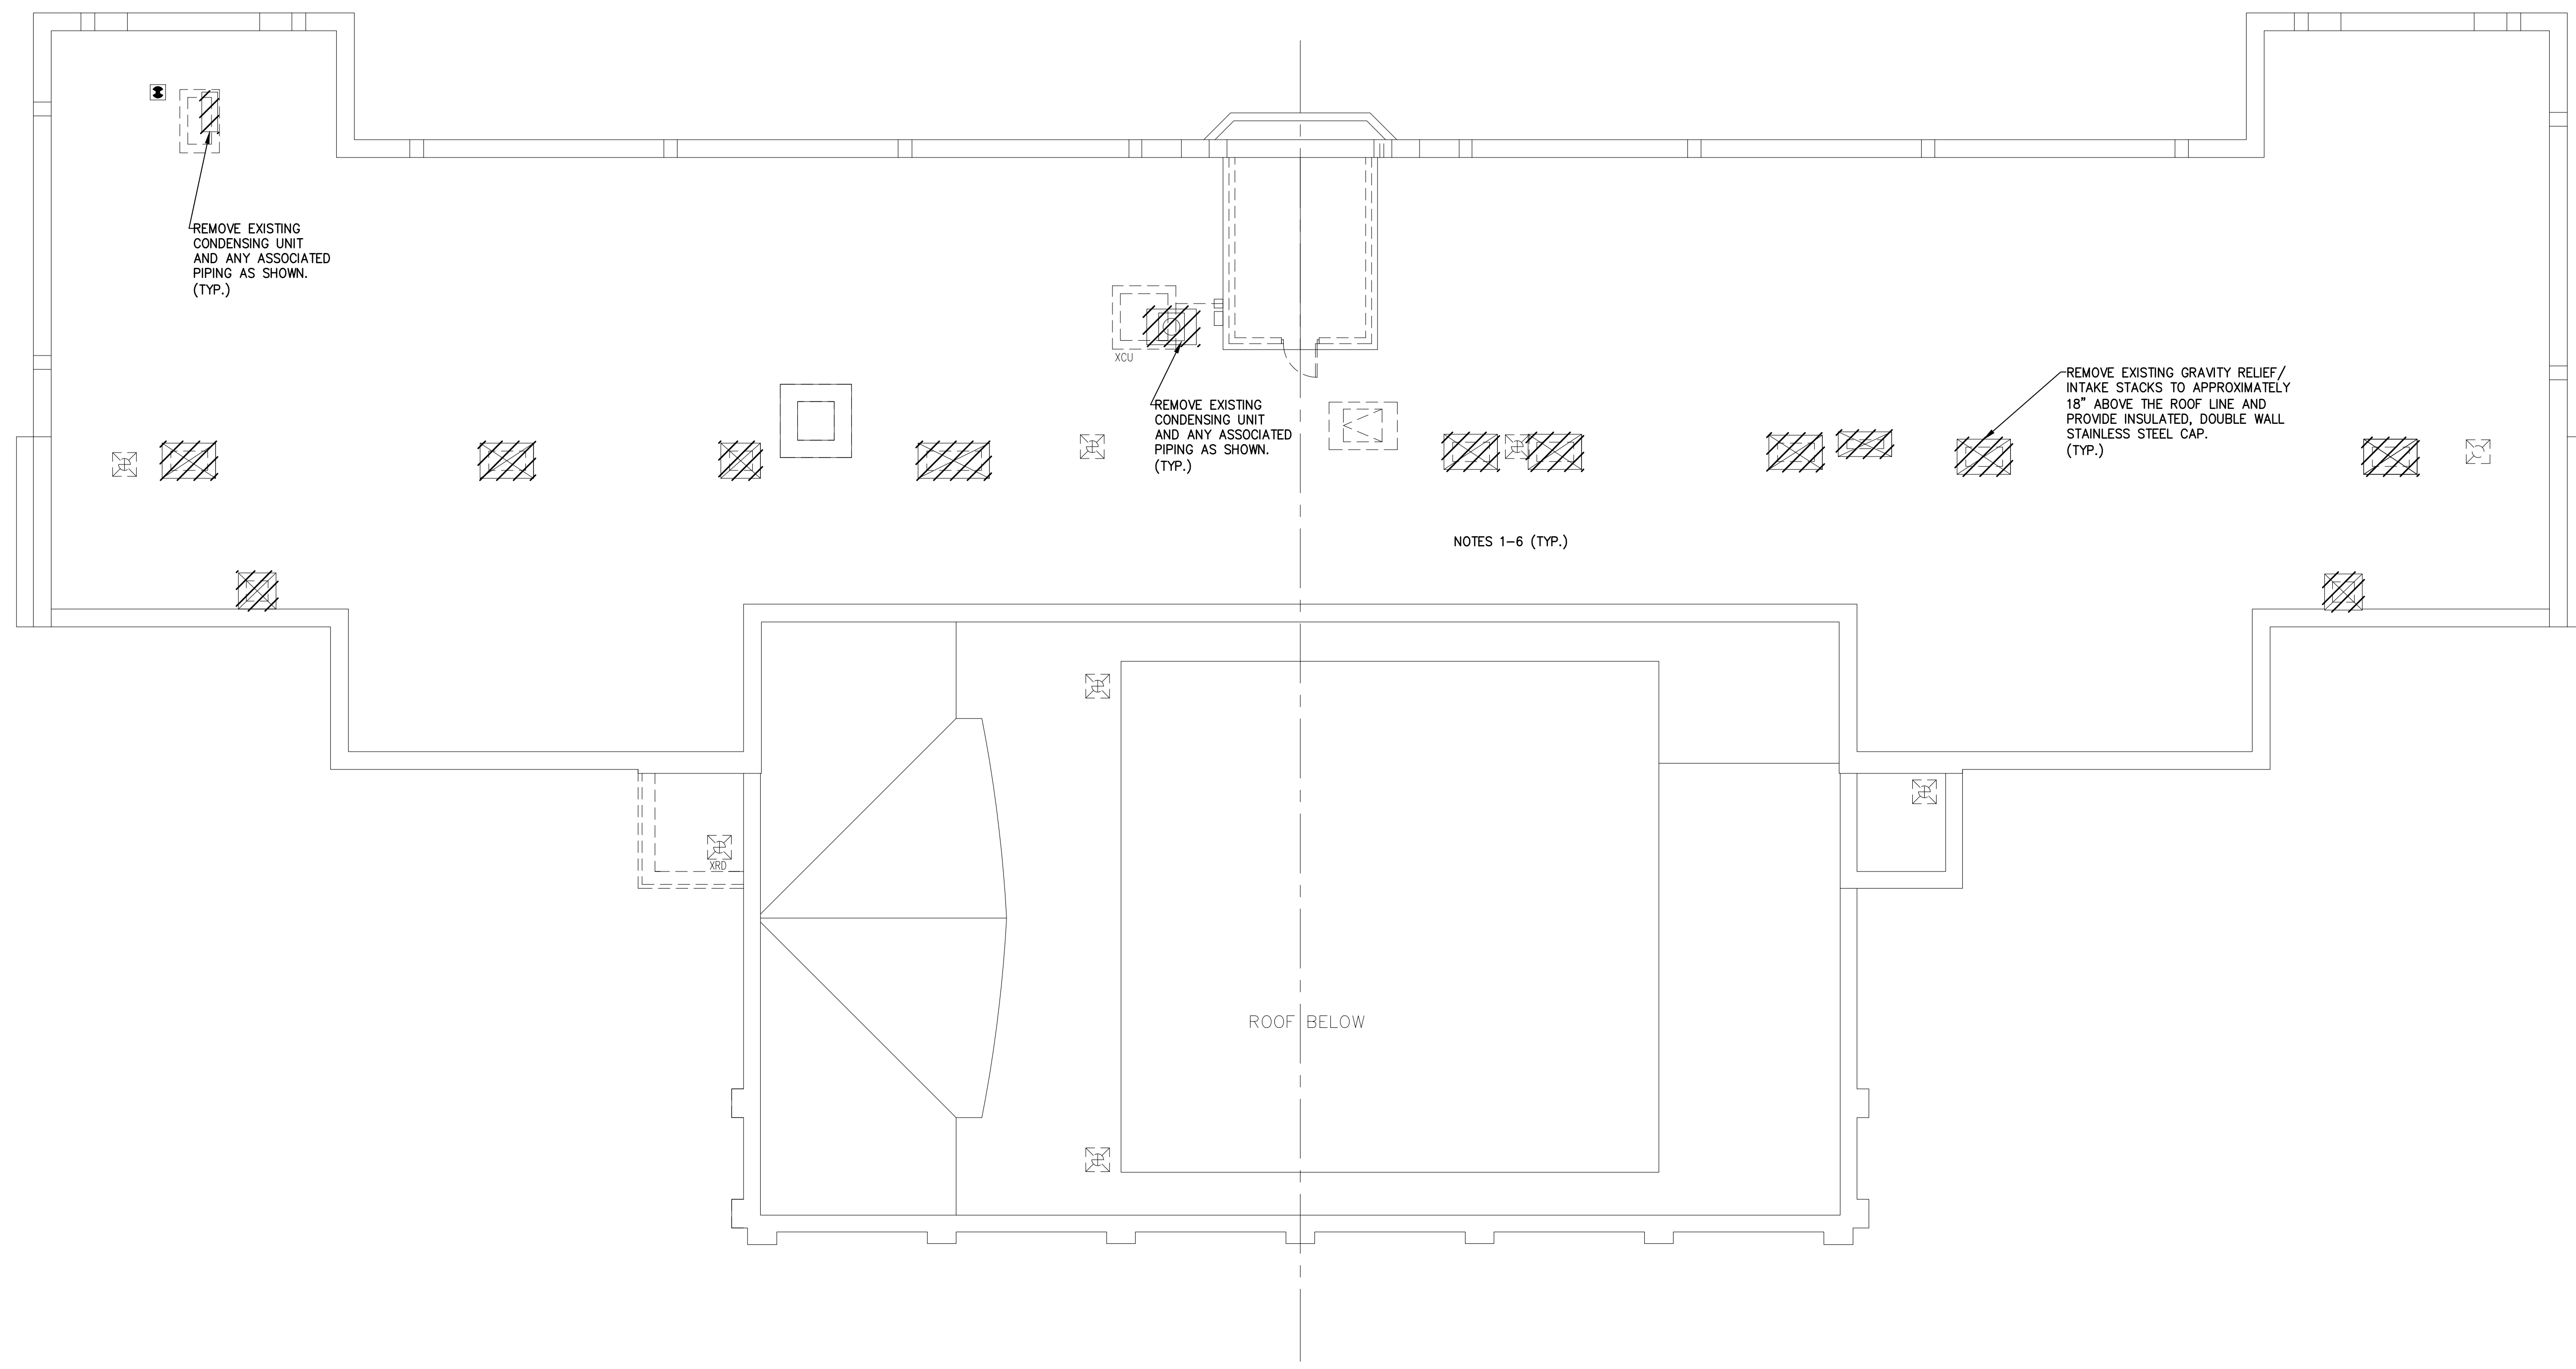 REMOVE EXISTING
CONDENSING UNIT
AND ANY ASSOCIATED
PIPING AS SHOWN.
(TYP.)
XCU
REMOVE EXISTING
CONDENSING UNIT
AND ANY ASSOCIATED
PIPING AS SHOWN.
(TYP.)
REMOVE EXISTING GRAVITY RELIEF/
INTAKE STACKS TO APPROXIMATELY
18" ABOVE THE ROOF LINE AND
PROVIDE INSULATED, DOUBLE WALL
STAINLESS STEEL CAP.
(TYP.)
NOTES 1-6 (TYP.)
XRD
ROOF BELOW